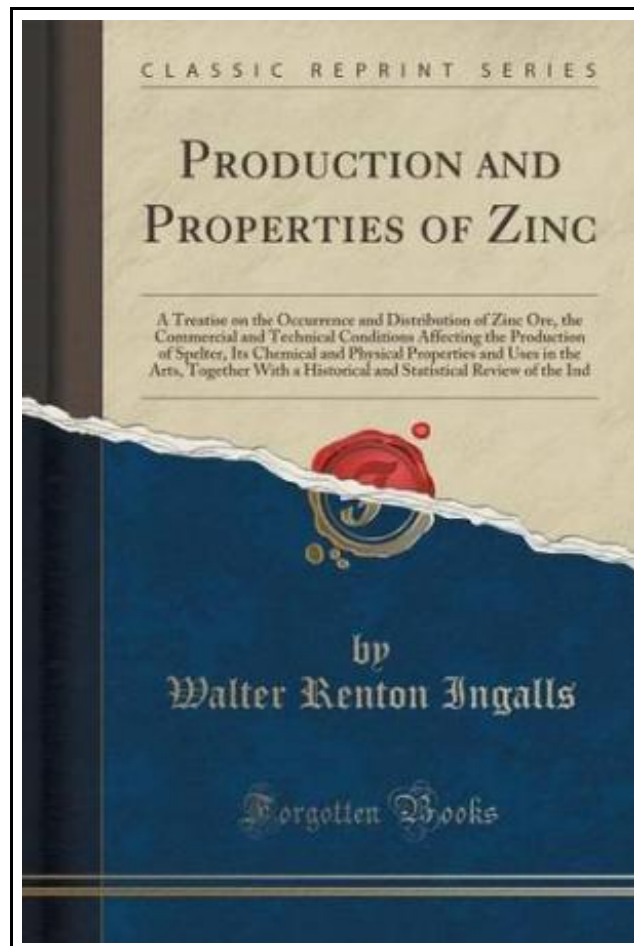 CLASSIC REPRINT SERIES
PRODUCTION AND
PROPERTIES OF ZINC
A Treatise on the Occurrence and Distribution of Zinc Ore, the
Commercial and Technical Conditions Affecting the Production
of Spelter, Its Chemical and Physical Properties and Uses in the
Arts, Together With a Historical and Statistical Review of the Ind
by
Walter Renton Ingalls
Forgotten Books